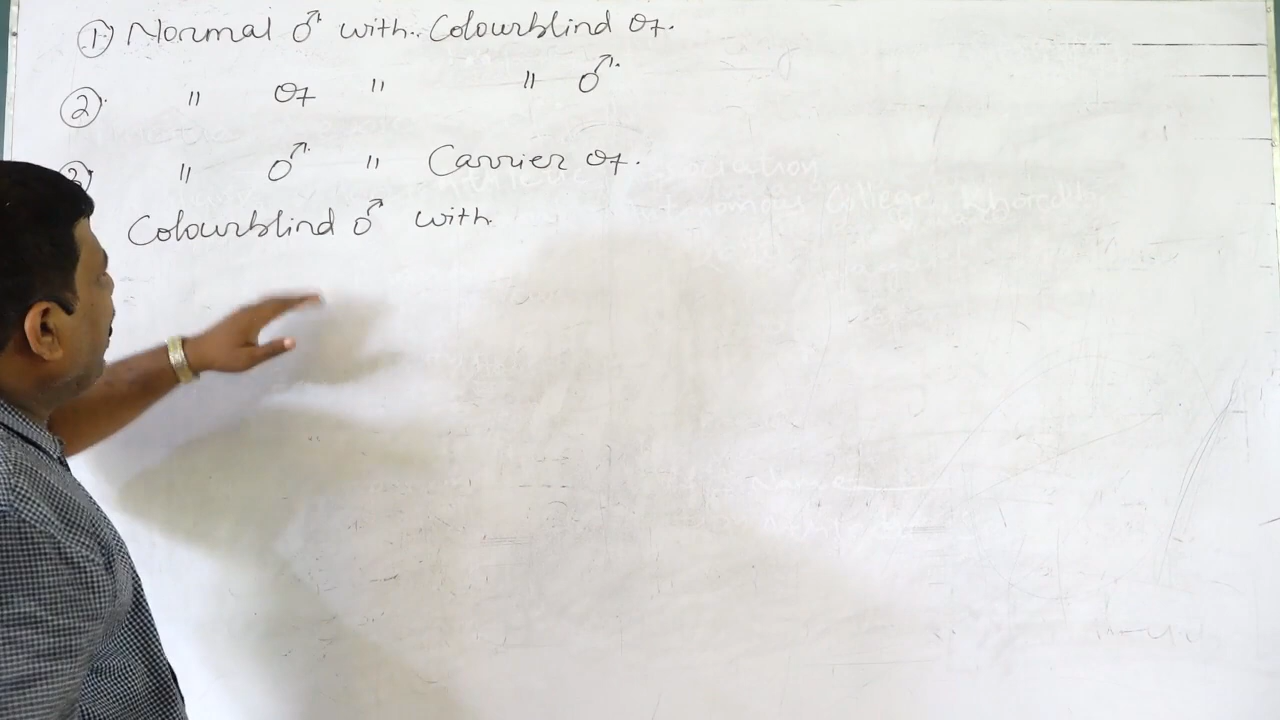 ① Normal ♂ with Colourblind ♀.
② " ♀ " " ♂
③ " ♂ " Carrier ♀.
Colourblind ♂ with